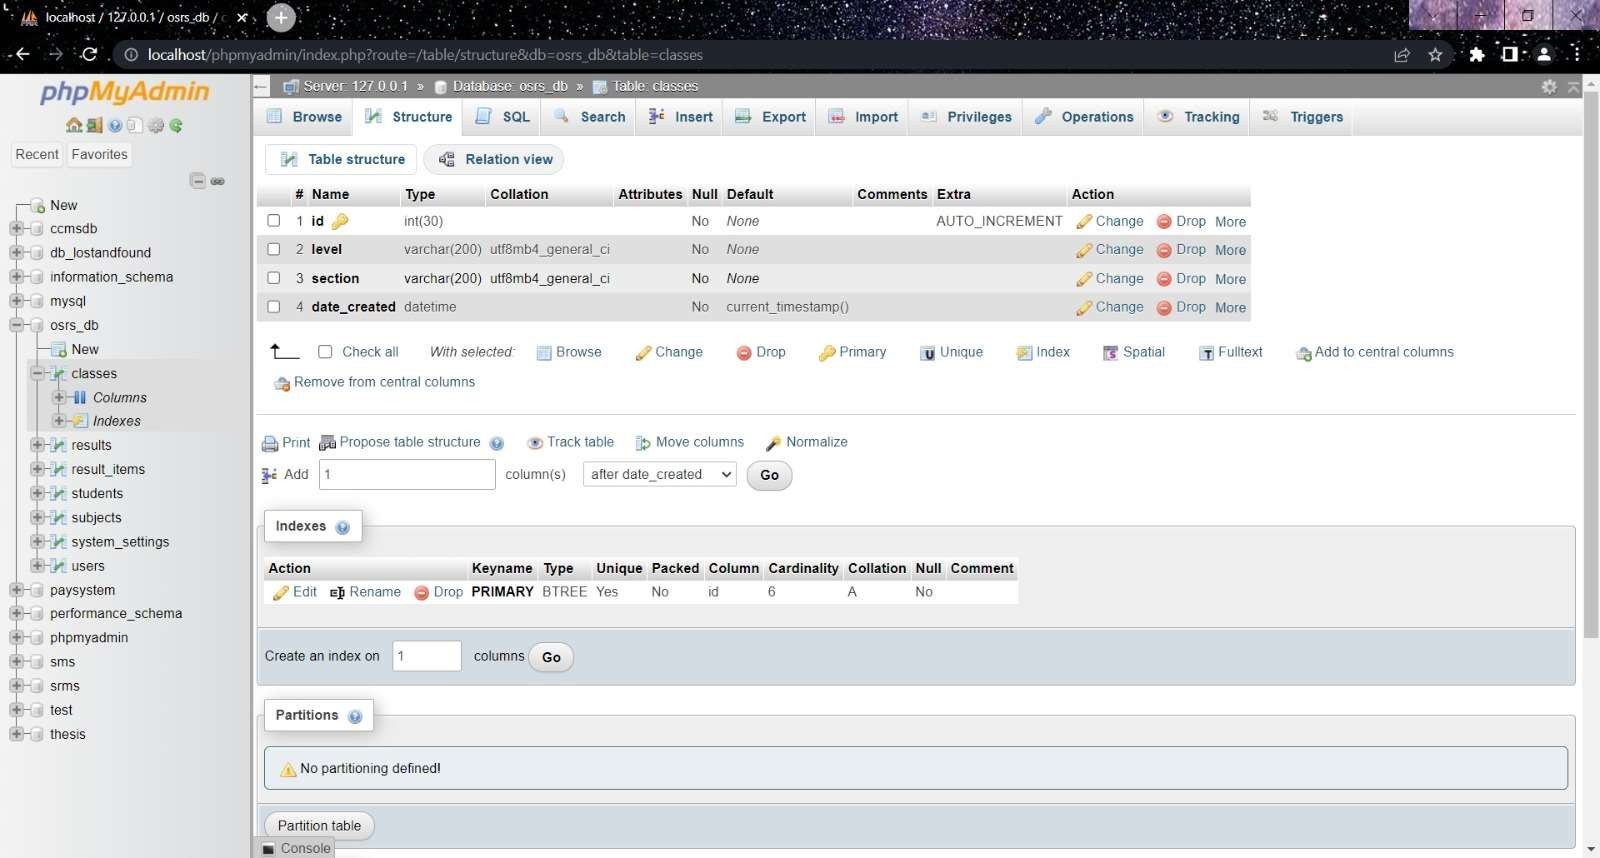 localhost / 127.0.0.1 / osrs_db / c
localhost/phpmyadmin/index.php?route=/table/structure&db=osrs_db&table=classes
phpMyAdmin
Recent Favorites
New
ccmsdb
db_lostandfound
information_schema
mysql
osrs_db
New
classes
Columns
Indexes
results
result_items
students
subjects
system_settings
users
paysystem
performance_schema
phpmyadmin
sms
srms
test
thesis
Server: 127.0.0.1 » Database: osrs_db » Table: classes
Browse Structure SQL Search Insert Export Import Privileges Operations Tracking Triggers
Table structure Relation view
# Name Type Collation Attributes Null Default Comments Extra Action
1 id int(30) No None AUTO_INCREMENT Change Drop More
2 level varchar(200) utf8mb4_general_ci No None Change Drop More
3 section varchar(200) utf8mb4_general_ci No None Change Drop More
4 date_created datetime No current_timestamp() Change Drop More
Check all With selected: Browse Change Drop Primary Unique Index Spatial Fulltext Add to central columns
Remove from central columns
Print Propose table structure Track table Move columns Normalize
Add 1 column(s) after date_created Go
Indexes
Action Keyname Type Unique Packed Column Cardinality Collation Null Comment
Edit Rename Drop PRIMARY BTREE Yes No id 6 A No
Create an index on 1 columns Go
Partitions
No partitioning defined!
Partition table
Console